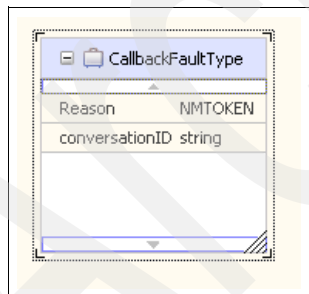 CallbackFaultType
Reason NMTOKEN
conversationID string